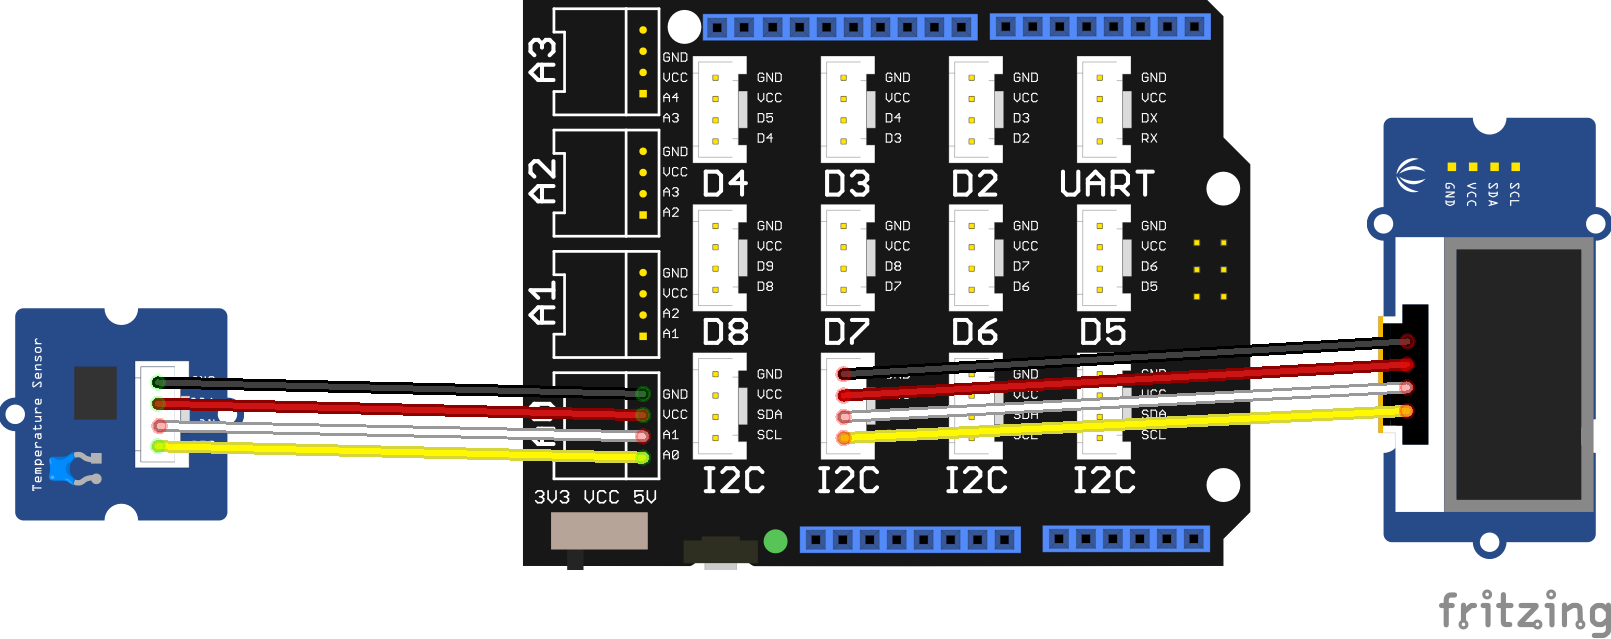 A3
GND
VCC
A4
A3
A2
GND
VCC
A3
A2
A1
GND
VCC
A2
A1
GND
VCC
A1
A0
3V3 VCC 5V
GND
VCC
D5
D4
D4
GND
VCC
D4
D3
D3
GND
VCC
D3
D2
D2
GND
VCC
DX
RX
UART
GND
VCC
D9
D8
D8
GND
VCC
D8
D7
D7
GND
VCC
D7
D6
D6
GND
VCC
D6
D5
D5
GND
VCC
SDA
SCL
I2C
I2C
GND
VCC
SDA
SCL
I2C
GND
VCC
SDA
SCL
I2C
Temperature Sensor
GND
VCC
SDA
SCL
fritzing